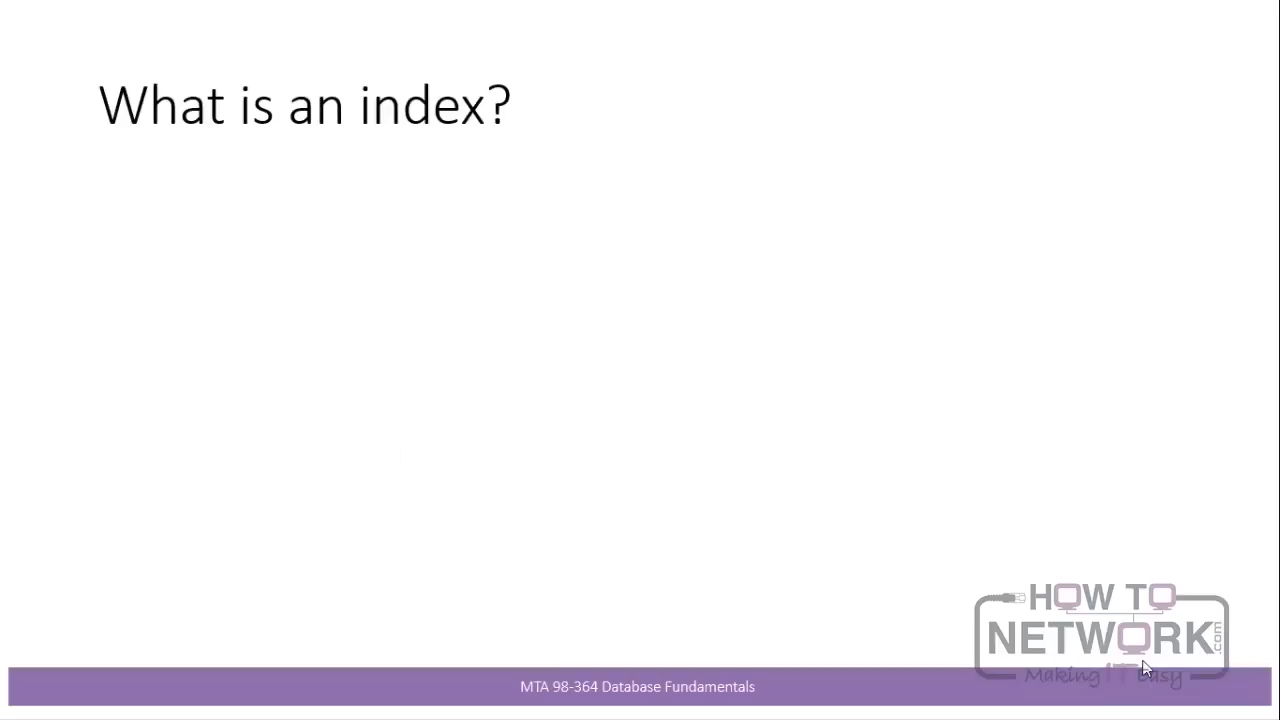 What is an index?
HOW TO
NETWORK.com
Making IT Easy
MTA 98-364 Database Fundamentals